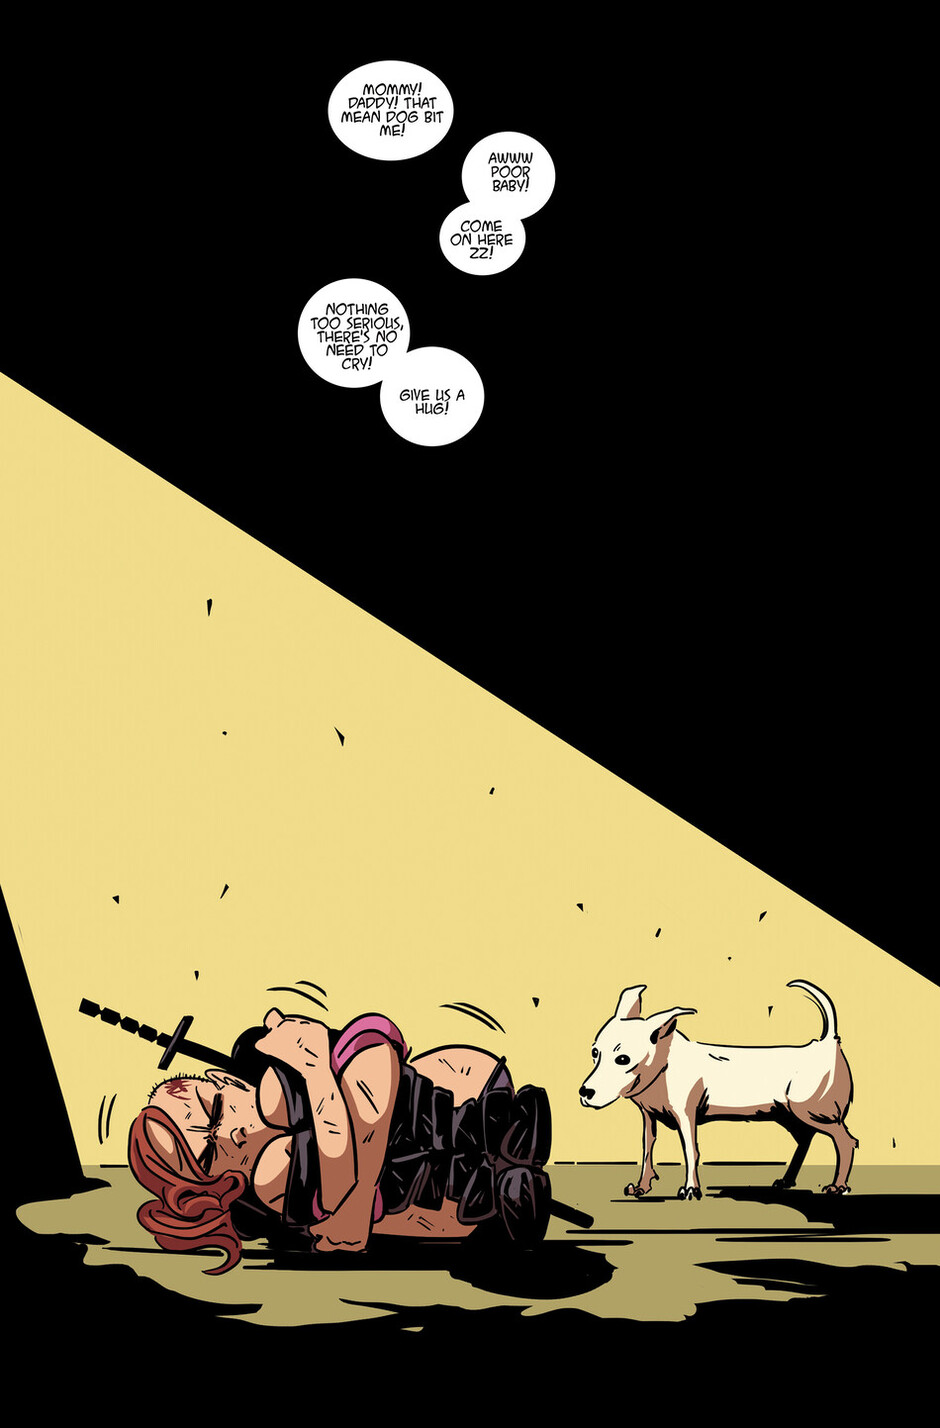 MOMMY!
DADDY! THAT
MEAN DOG BIT
ME!
AWWW
POOR
BABY!
COME
ON HERE
ZZ!
NOTHING
TOO SERIOUS,
THERE'S NO
NEED TO
CRY!
GIVE US A
HUG!